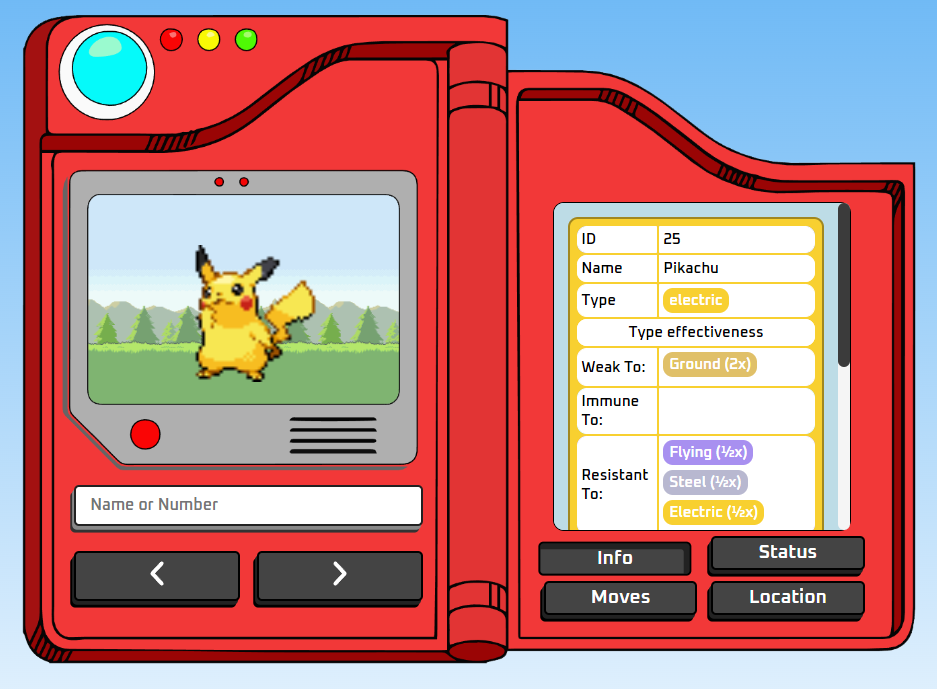 Name or Number
ID 25
Name Pikachu
Type electric
Type effectiveness
Weak To: Ground (2x)
Immune
To:
Resistant
To:
Flying (½x)
Steel (½x)
Electric (½x)
Info
Status
Moves
Location